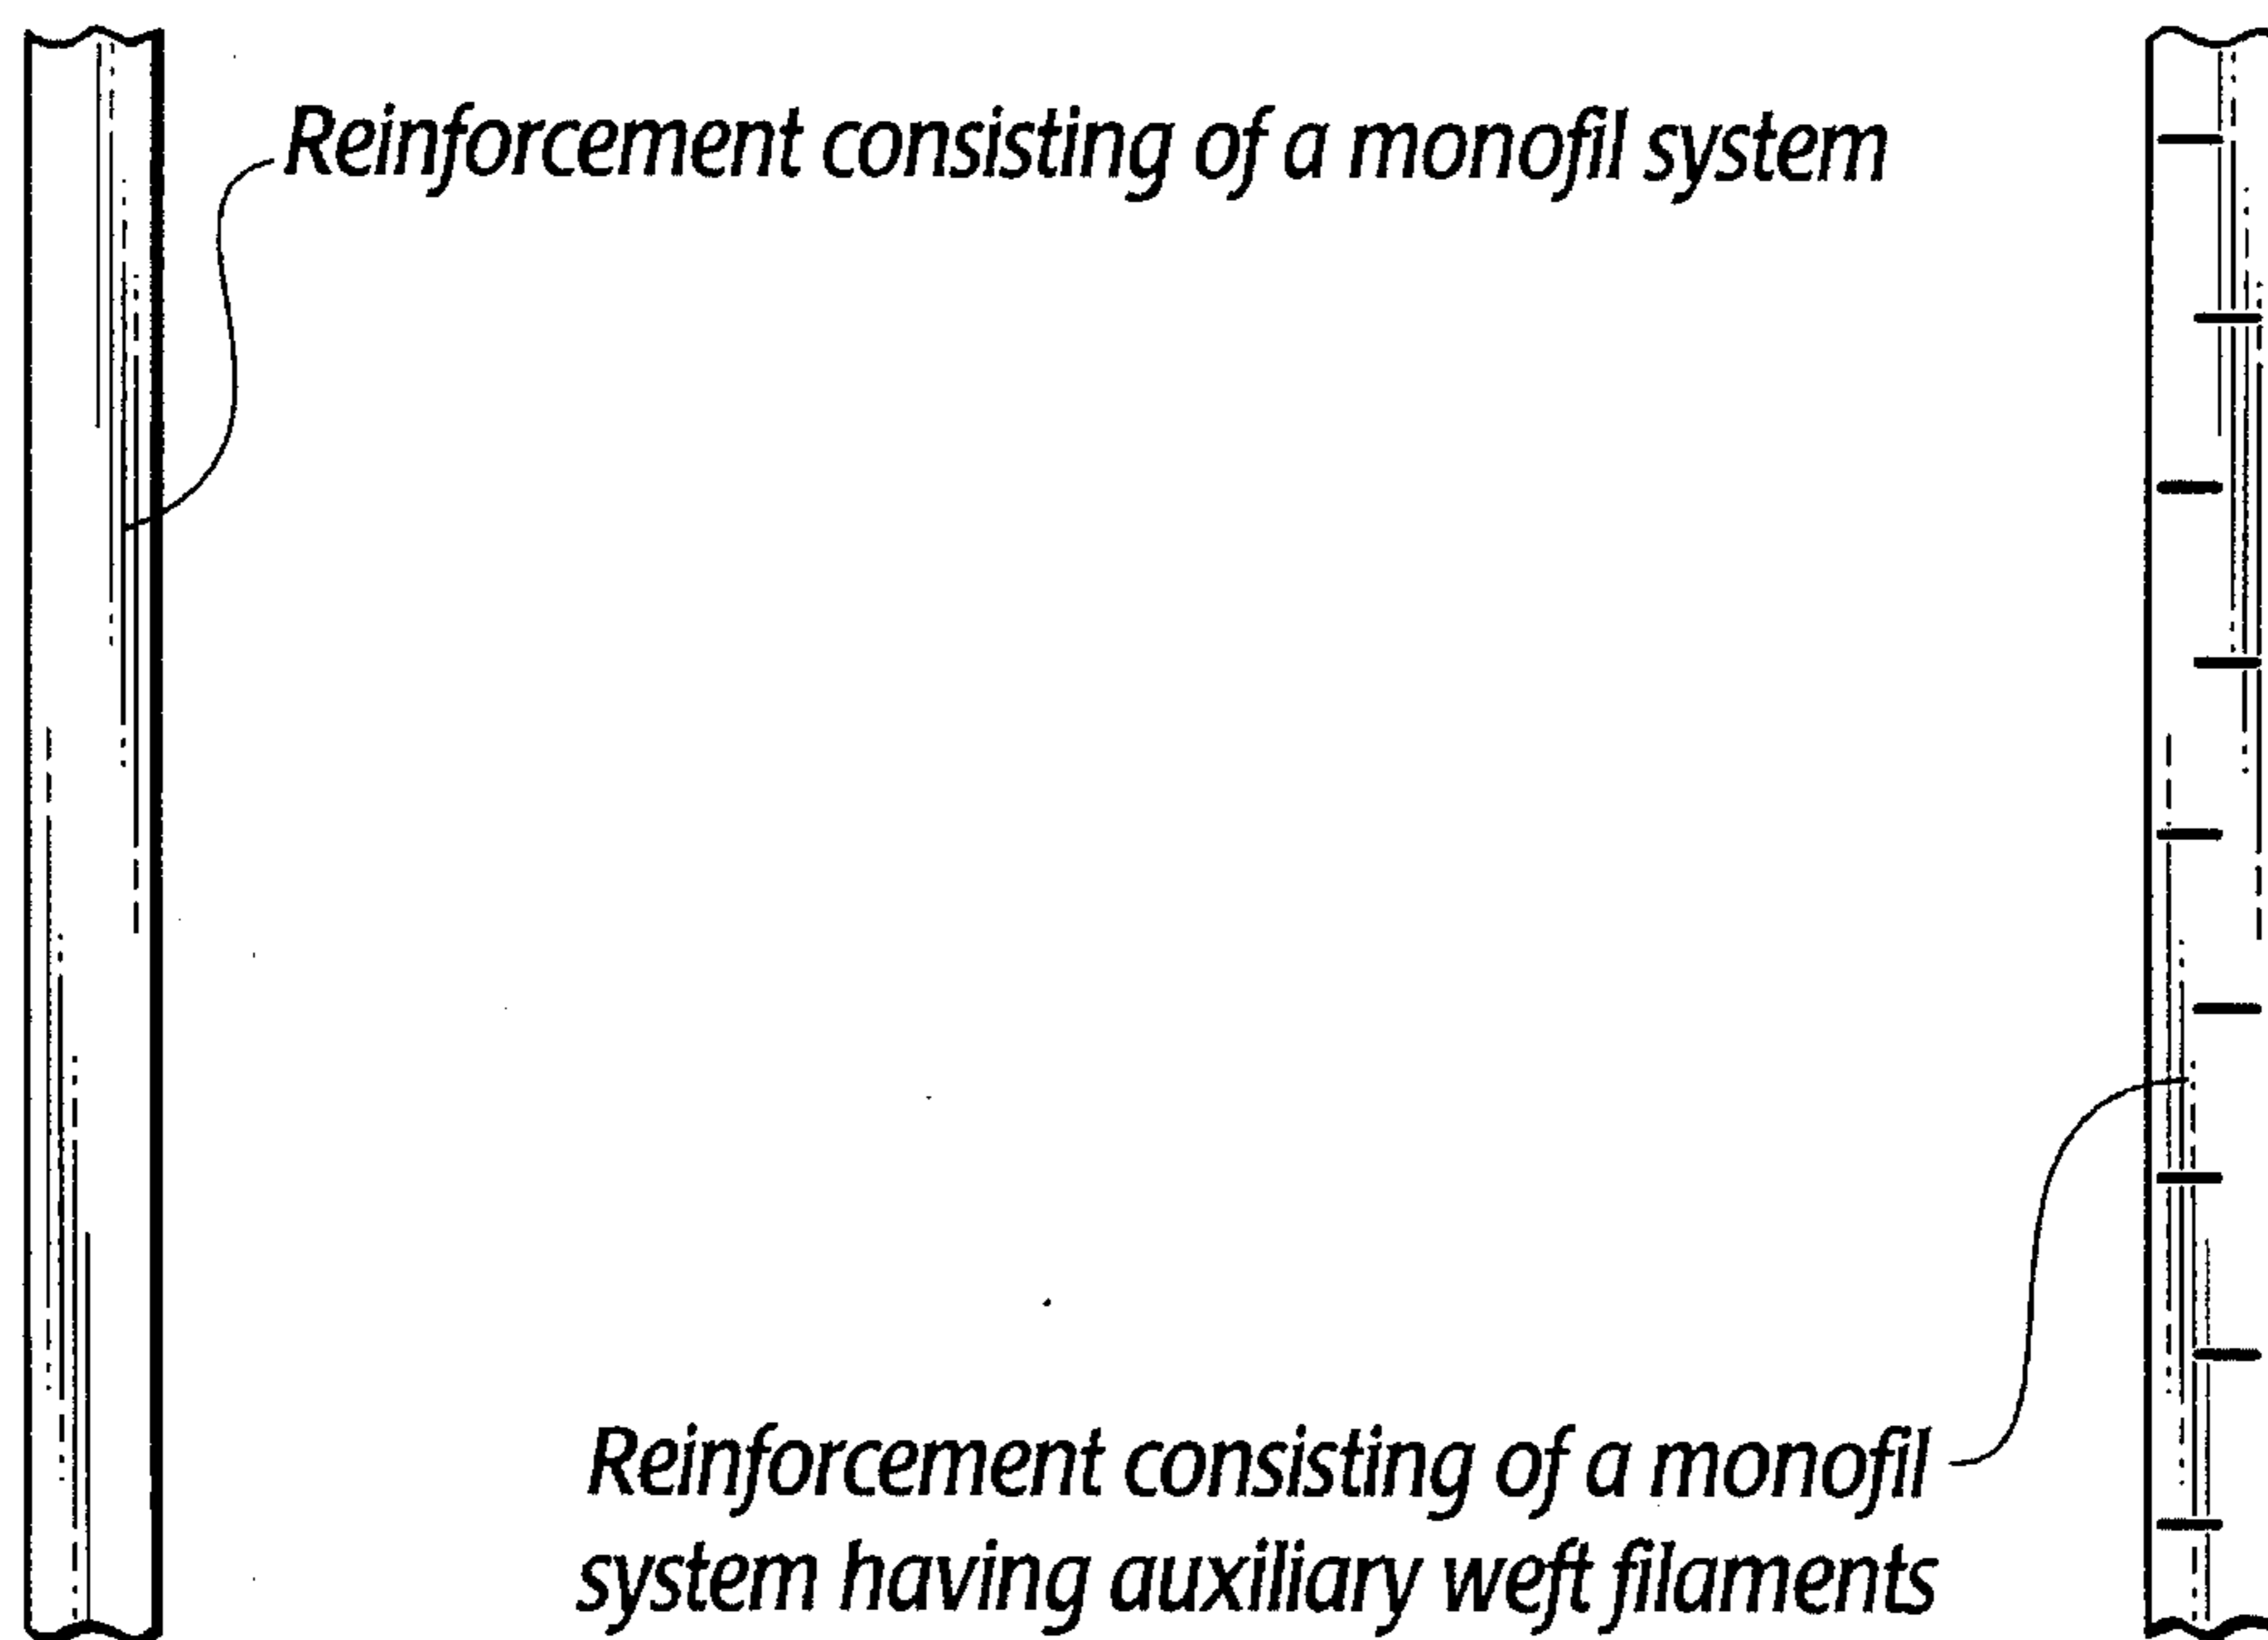 Reinforcement consisting of a monofil system
Reinforcement consisting of a monofil
system having auxiliary weft filaments